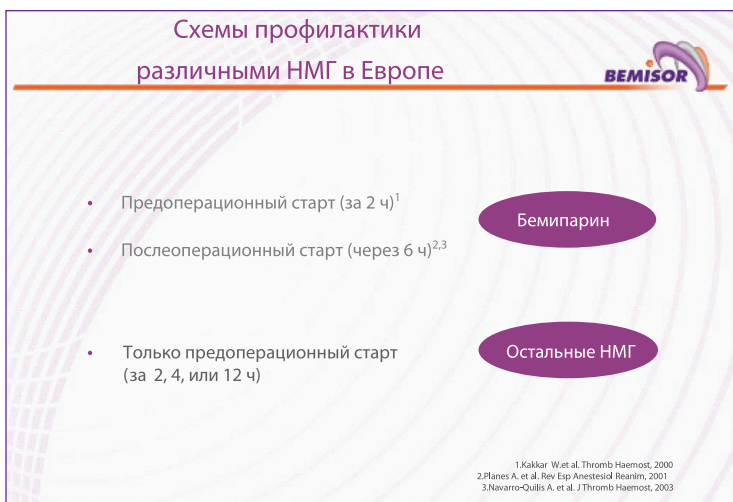 Схемы профилактики
различными НМГ в Европе
BEMISOR
• Предоперационный старт (за 2 ч)¹
• Послеоперационный старт (через 6 ч)²,³
Бемипарин
• Только предоперационный старт
(за 2, 4, или 12 ч)
Остальные НМГ
1.Kakkar W.et al. Thromb Haemost, 2000
2.Planes A. et al. Rev Esp Anestesiol Reanim, 2001
3.Navarro-Quilis A. et al. J Thromb Haemost, 2003